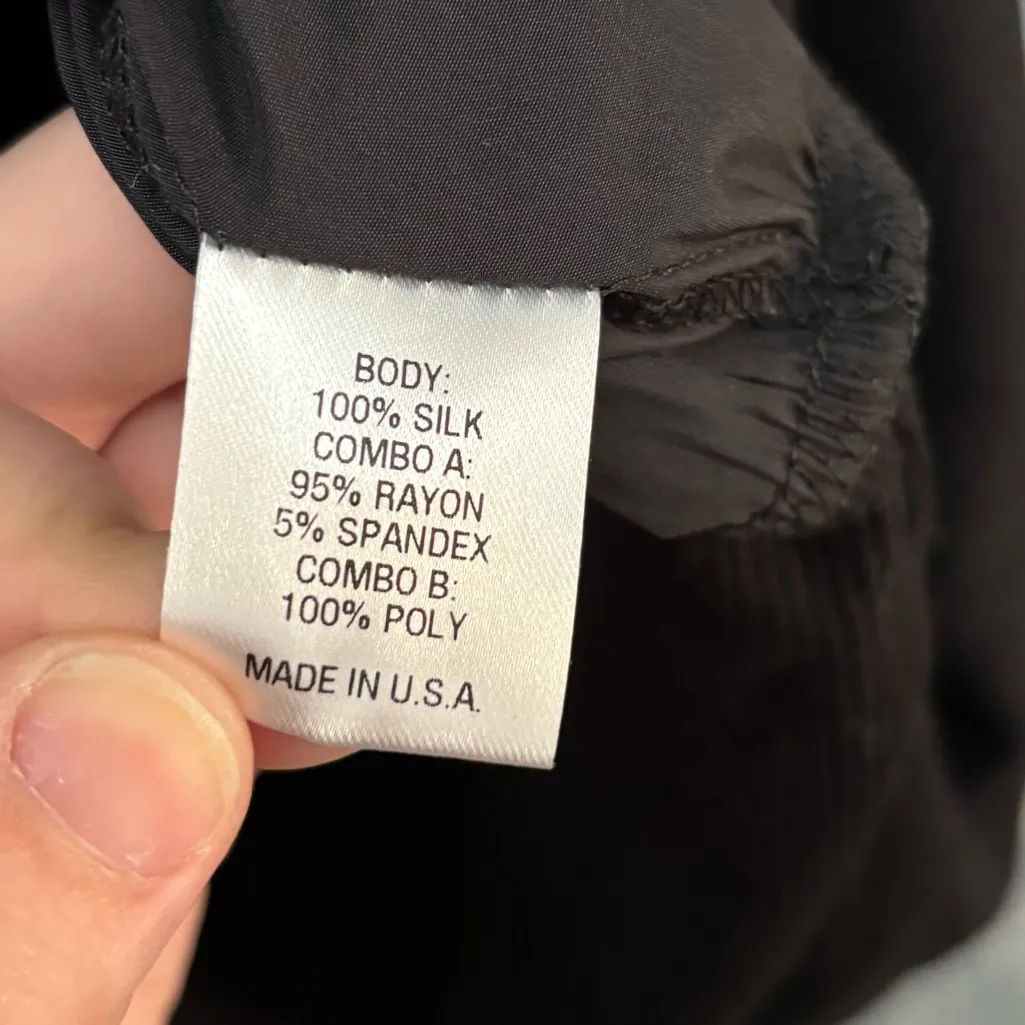 BODY:
100% SILK
COMBO A:
95% RAYON
5% SPANDEX
COMBO B:
100% POLY
MADE IN U.S.A.